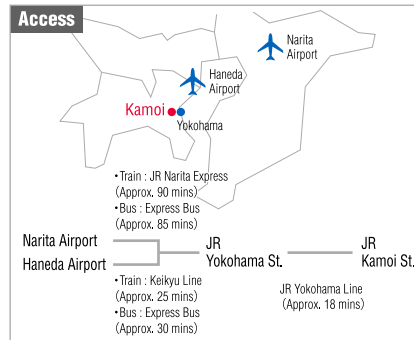 Access
Narita
Airport
Haneda
Airport
Kamoi
Yokohama
・Train : JR Narita Express
(Approx. 90 mins)
・Bus : Express Bus
(Approx. 85 mins)
Narita Airport
Haneda Airport
JR
Yokohama St.
JR
Kamoi St.
・Train : Keikyu Line
(Approx. 25 mins)
・Bus : Express Bus
(Approx. 30 mins)
JR Yokohama Line
(Approx. 18 mins)